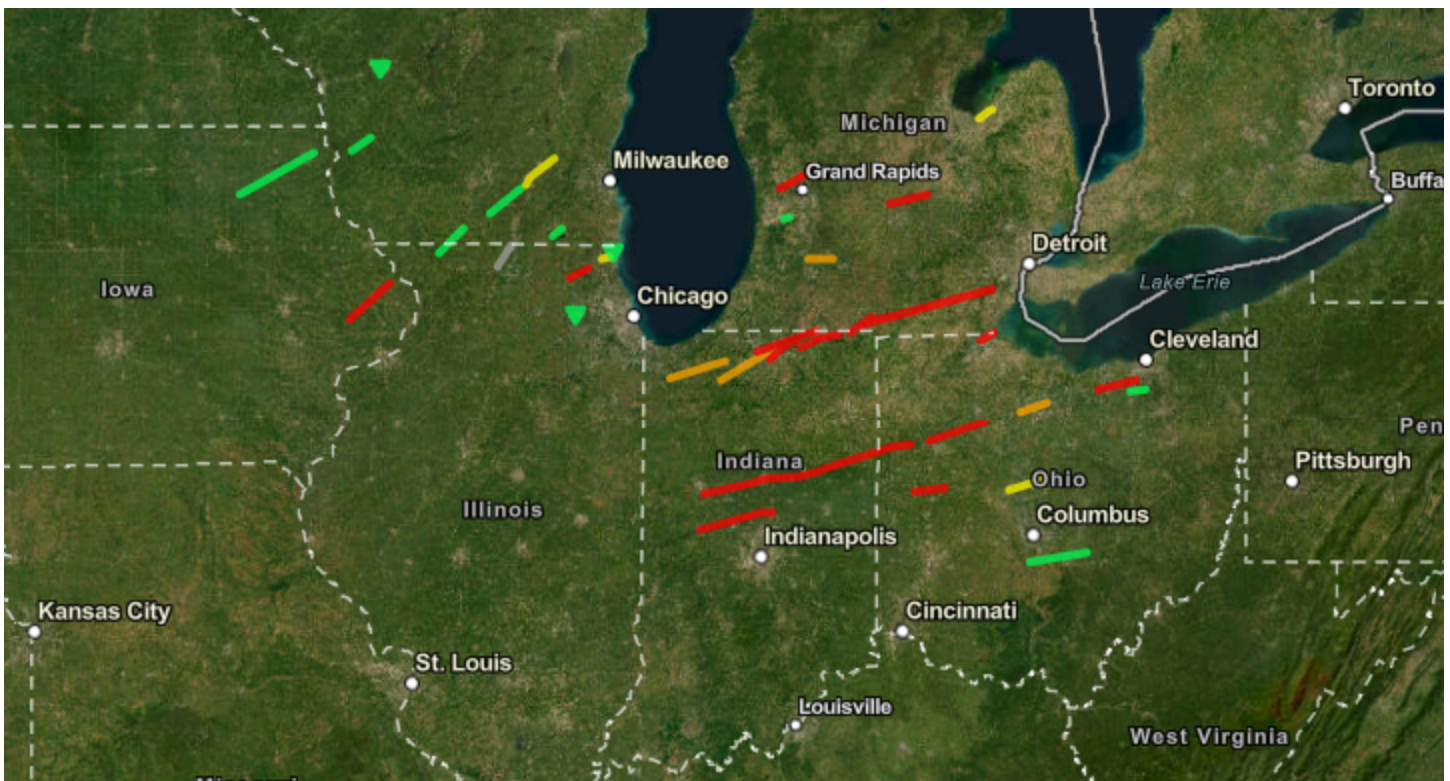 Toronto
Michigan
Milwaukee
Grand Rapids
Buffa
Detroit
Iowa
Lake Erie
Chicago
Cleveland
Pen
Indiana
Pittsburgh
Ohio
Illinois
Columbus
Indianapolis
Kansas City
Cincinnati
St. Louis
Louisville
West Virginia